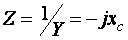 Z = 1/Y = -jx_c